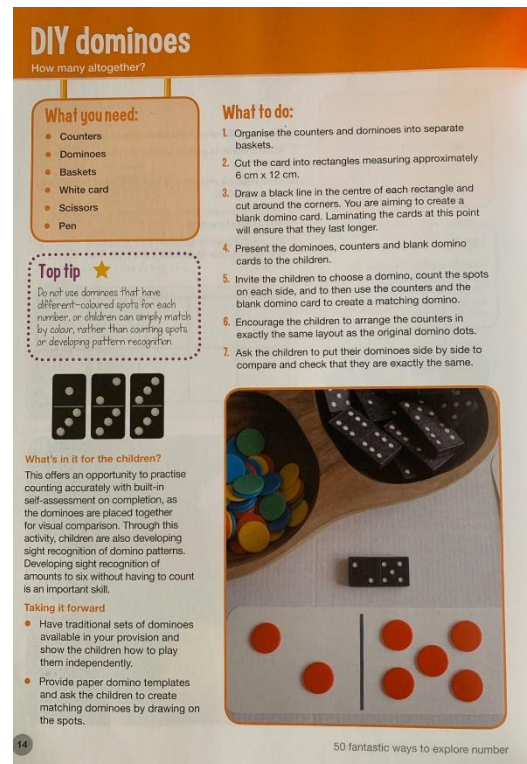 DIY dominoes
How many altogether?
What you need:
• Counters
• Dominoes
• Baskets
• White card
• Scissors
• Pen
Top tip
Do not use dominoes that have
different-coloured spots for each
number, or children can simply match
by colour, rather than counting spots
or developing pattern recognition.
What's in it for the children?
This offers an opportunity to practise
counting accurately with built-in
self-assessment on completion, as
the dominoes are placed together
for visual comparison. Through this
activity, children are also developing
sight recognition of domino patterns.
Developing sight recognition of
amounts to six without having to count
is an important skill.
Taking it forward
• Have traditional sets of dominoes
available in your provision and
show the children how to play
them independently.
• Provide paper domino templates
and ask the children to create
matching dominoes by drawing on
the spots.
What to do:
1. Organise the counters and dominoes into separate
baskets.
2. Cut the card into rectangles measuring approximately
6 cm x 12 cm.
3. Draw a black line in the centre of each rectangle and
cut around the corners. You are aiming to create a
blank domino card. Laminating the cards at this point
will ensure that they last longer.
4. Present the dominoes, counters and blank domino
cards to the children.
5. Invite the children to choose a domino, count the spots
on each side, and to then use the counters and the
blank domino card to create a matching domino.
6. Encourage the children to arrange the counters in
exactly the same layout as the original domino dots.
7. Ask the children to put their dominoes side by side to
compare and check that they are exactly the same.
14
50 fantastic ways to explore number